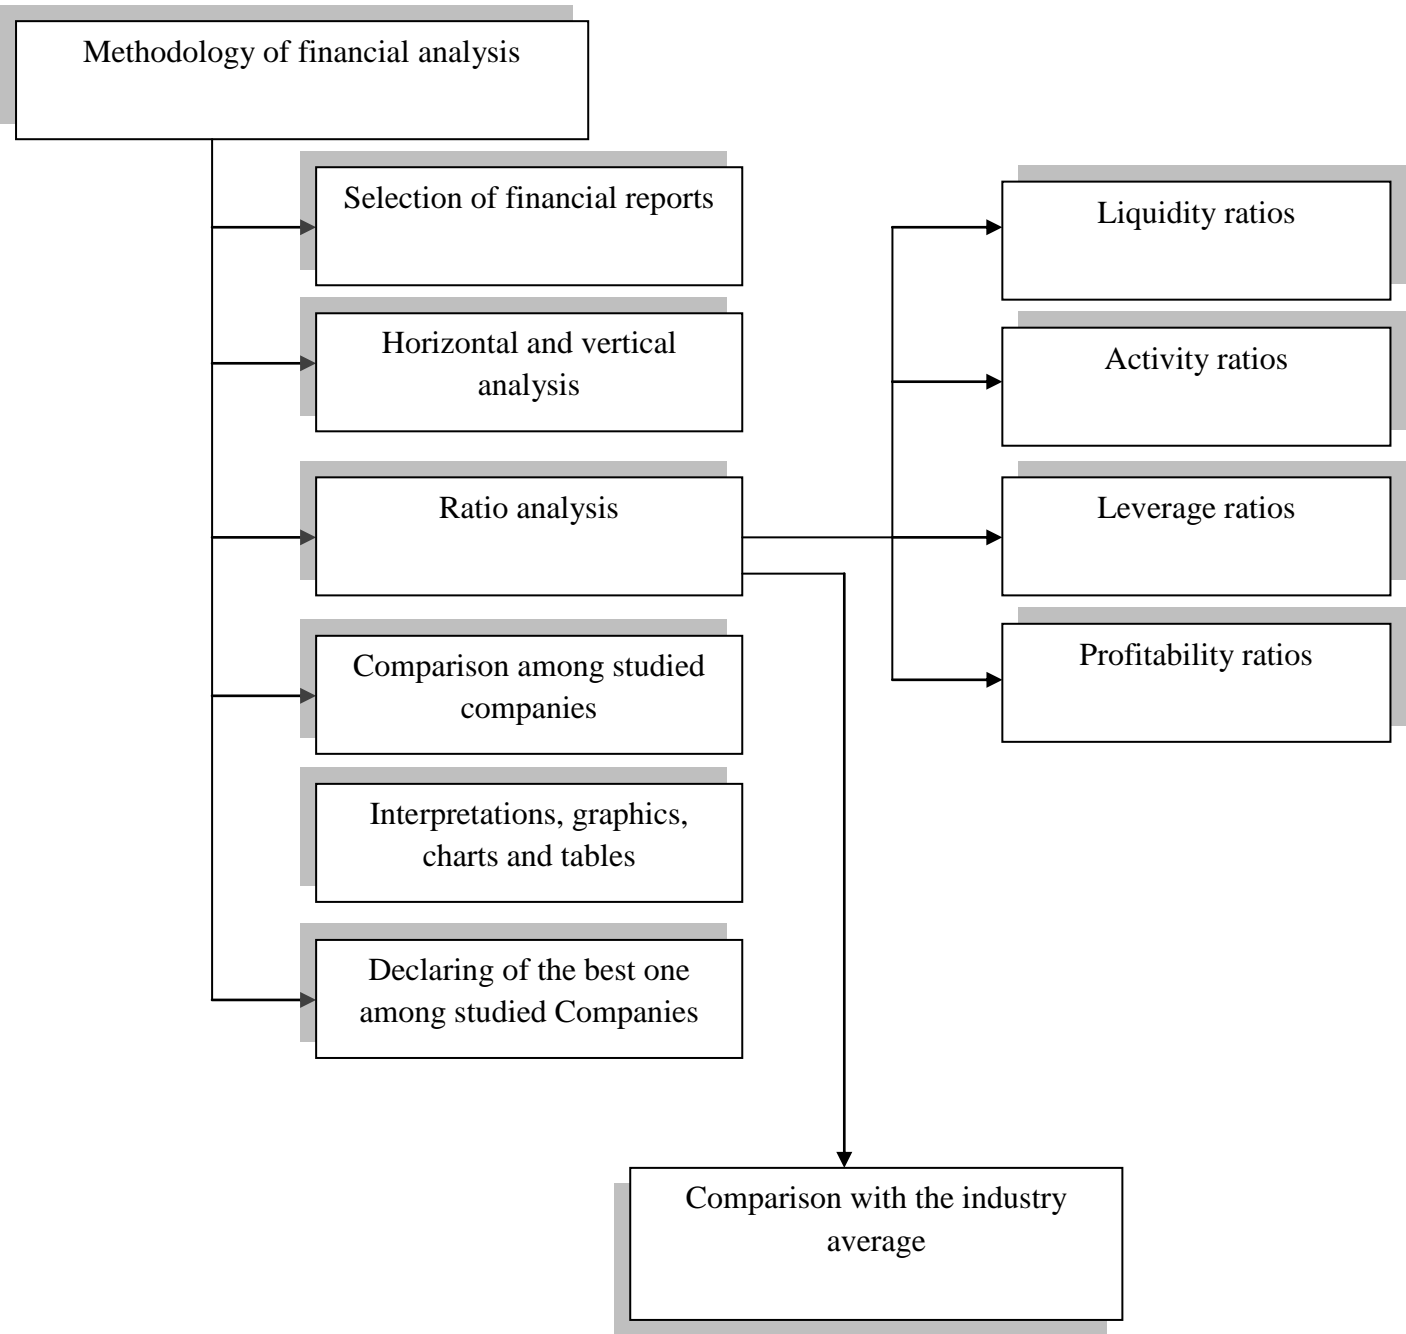 Methodology of financial analysis
Selection of financial reports
Horizontal and vertical
analysis
Ratio analysis
Comparison among studied
companies
Interpretations, graphics,
charts and tables
Declaring of the best one
among studied Companies
Liquidity ratios
Activity ratios
Leverage ratios
Profitability ratios
Comparison with the industry
average